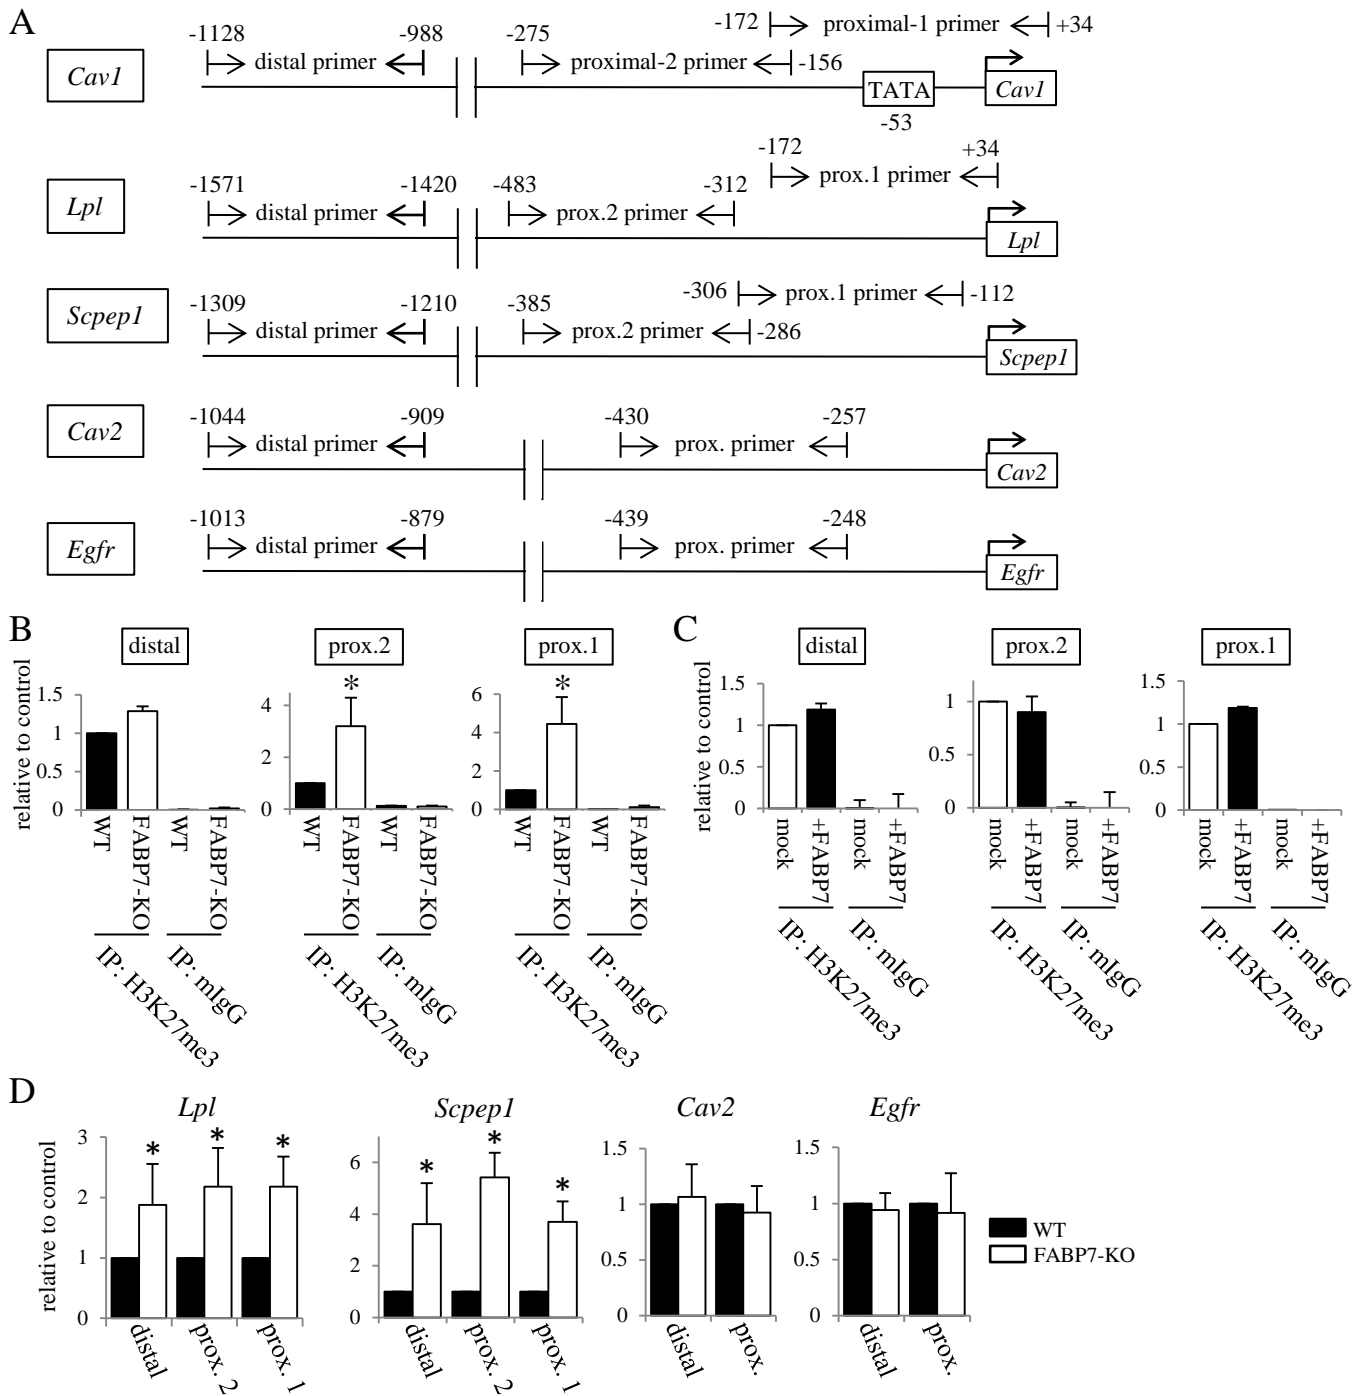 A
Cav1
-1128 distal primer -988
-275 proximal-2 primer -156
-172 proximal-1 primer +34
TATA
-53
Cav1
Lpl
-1571 distal primer -1420
-483 prox.2 primer -312
-172 prox.1 primer +34
Lpl
Scpep1
-1309 distal primer -1210
-385 prox.2 primer -286
-306 prox.1 primer -112
Scpep1
Cav2
-1044 distal primer -909
-430 prox. primer -257
Cav2
Egfr
-1013 distal primer -879
-439 prox. primer -248
Egfr
B
relative to control
distal
1.5
1
0.5
0
WT
FABP7-KO
WT
FABP7-KO
IP: H3K27me3
IP: mIgG
prox.2
4
2
0
*
WT
FABP7-KO
WT
FABP7-KO
IP: H3K27me3
IP: mIgG
prox.1
6
4
2
0
*
WT
FABP7-KO
WT
FABP7-KO
IP: H3K27me3
IP: mIgG
C
relative to control
distal
1.5
1
0.5
0
mock
+FABP7
mock
+FABP7
IP: H3K27me3
IP: mIgG
prox.2
1
0.5
0
mock
+FABP7
mock
+FABP7
IP: H3K27me3
IP: mIgG
prox.1
1.5
1
0.5
0
mock
+FABP7
mock
+FABP7
IP: H3K27me3
IP: mIgG
D
relative to control
Lpl
3
2
1
0
* * *
distal
prox. 2
prox. 1
Scpep1
6
4
2
0
* * *
distal
prox. 2
prox. 1
Cav2
1.5
1
0.5
0
distal
prox.
Egfr
1.5
1
0.5
0
distal
prox.
WT
FABP7-KO